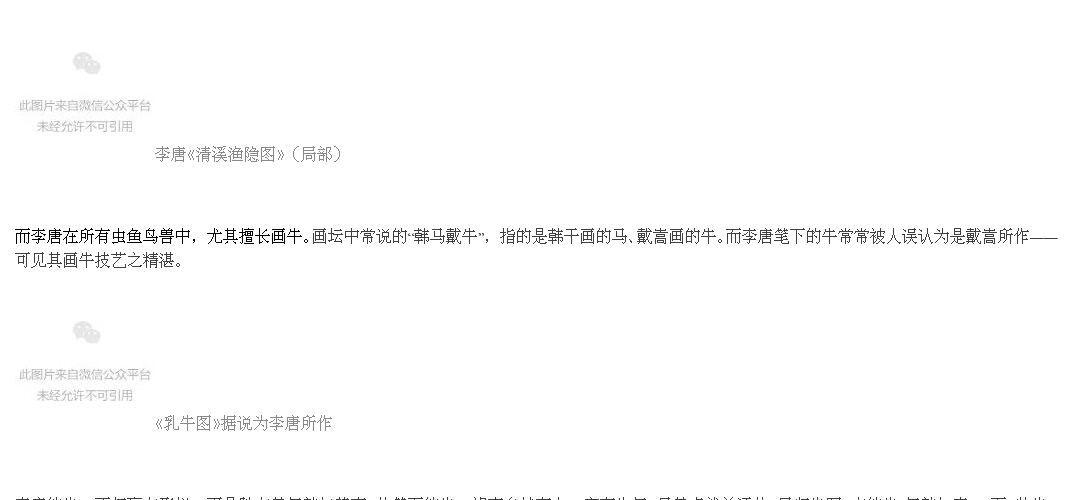 此图片来自微信公众平台
未经允许不可引用
李唐《清溪渔隐图》（局部）
而李唐在所有虫鱼鸟兽中，尤其擅长画牛。画坛中常说的“韩马戴牛”，指的是韩干画的马、戴嵩画的牛。而李唐笔下的牛常常被人误认为是戴嵩所作——
可见其画牛技艺之精湛。
此图片来自微信公众平台
未经允许不可引用
《乳牛图》据说为李唐所作